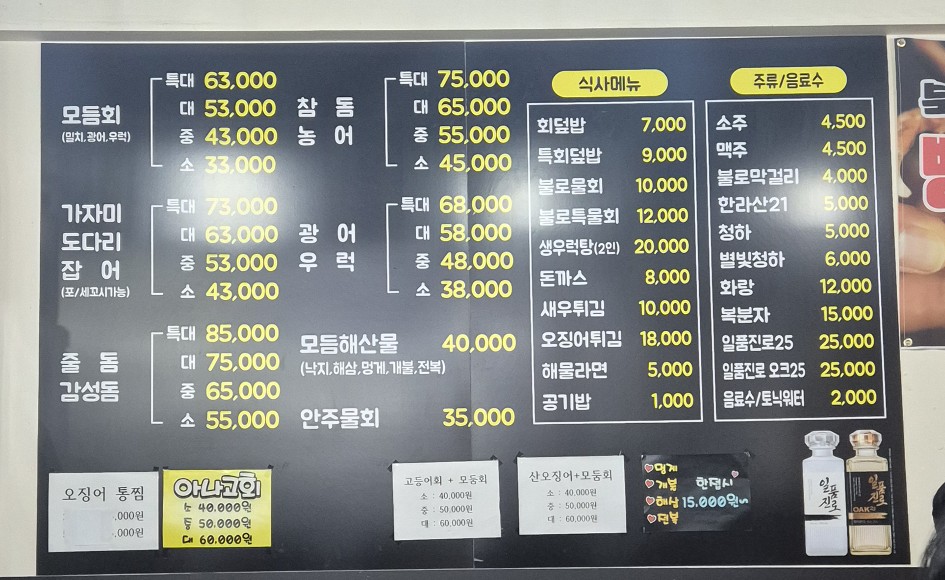 모듬회
(밀치,광어,우럭)
특대 63,000
대 53,000
중 43,000
소 33,000
참 돔
농 어
특대 75,000
대 65,000
중 55,000
소 45,000
가자미
도다리
잡 어
(포/세꼬시가능)
특대 73,000
대 63,000
중 53,000
소 43,000
광 어
우 럭
특대 68,000
대 58,000
중 48,000
소 38,000
줄 돔
감성돔
특대 85,000
대 75,000
중 65,000
소 55,000
모듬해산물 40,000
(낙지,해삼,멍게,개불,전복)
안주물회 35,000
식사메뉴
회덮밥 7,000
특회덮밥 9,000
불로물회 10,000
불로특물회 12,000
생우럭탕(2인) 20,000
돈까스 8,000
새우튀김 10,000
오징어튀김 18,000
해물라면 5,000
공기밥 1,000
주류/음료수
소주 4,500
맥주 4,500
불로막걸리 4,000
한라산21 5,000
청하 5,000
별빛청하 6,000
화랑 12,000
복분자 15,000
일품진로25 25,000
일품진로 오크25 25,000
음료수/토닉워터 2,000
오징어 통찜
.000원
.000원
아나고회
소 40.000원
중 50.000원
대 60.000원
고등어회 + 모둠회
소 : 40,000원
중 : 50,000원
대 : 60,000원
산오징어+모둠회
소 : 40,000원
중 : 50,000원
대 : 60,000원
멍게
개불
해삼
전복
한접시
15.000원~
일품진로
일품진로
OAK